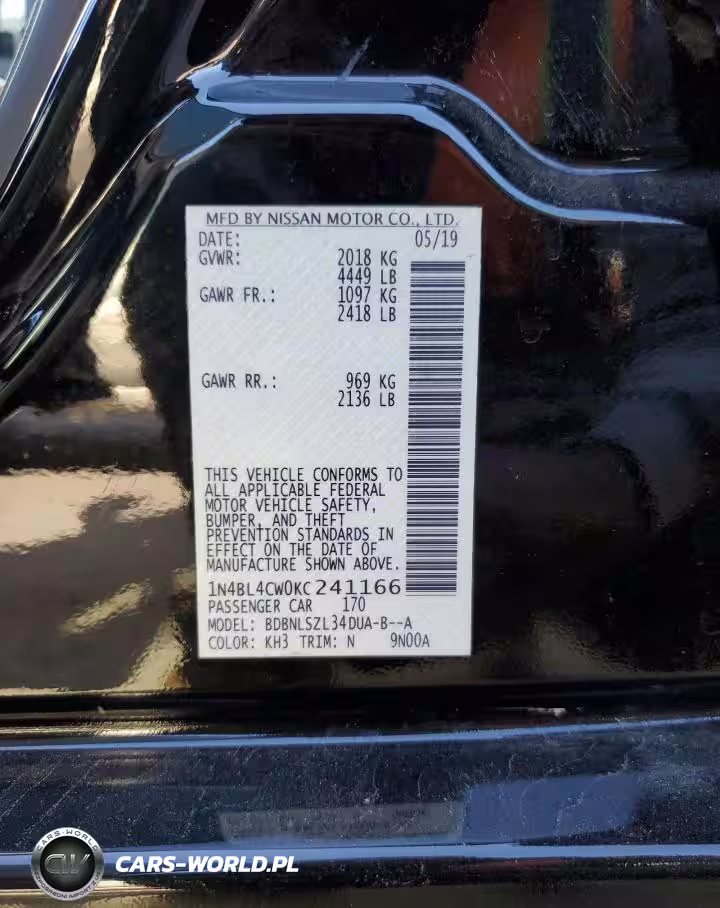 MFD BY NISSAN MOTOR CO., LTD.
DATE: 05/19
GVWR: 2018 KG
4449 LB
GAWR FR.: 1097 KG
2418 LB
GAWR RR.: 969 KG
2136 LB
THIS VEHICLE CONFORMS TO
ALL APPLICABLE FEDERAL
MOTOR VEHICLE SAFETY,
BUMPER, AND THEFT
PREVENTION STANDARDS IN
EFFECT ON THE DATE OF
MANUFACTURE SHOWN ABOVE.
1N4BL4CW0KC241166
PASSENGER CAR 170
MODEL: BDBNLSZL34DUA-B--A
COLOR: KH3 TRIM: N 9N00A
CARS-WORLD
CW
CARS-WORLD.PL